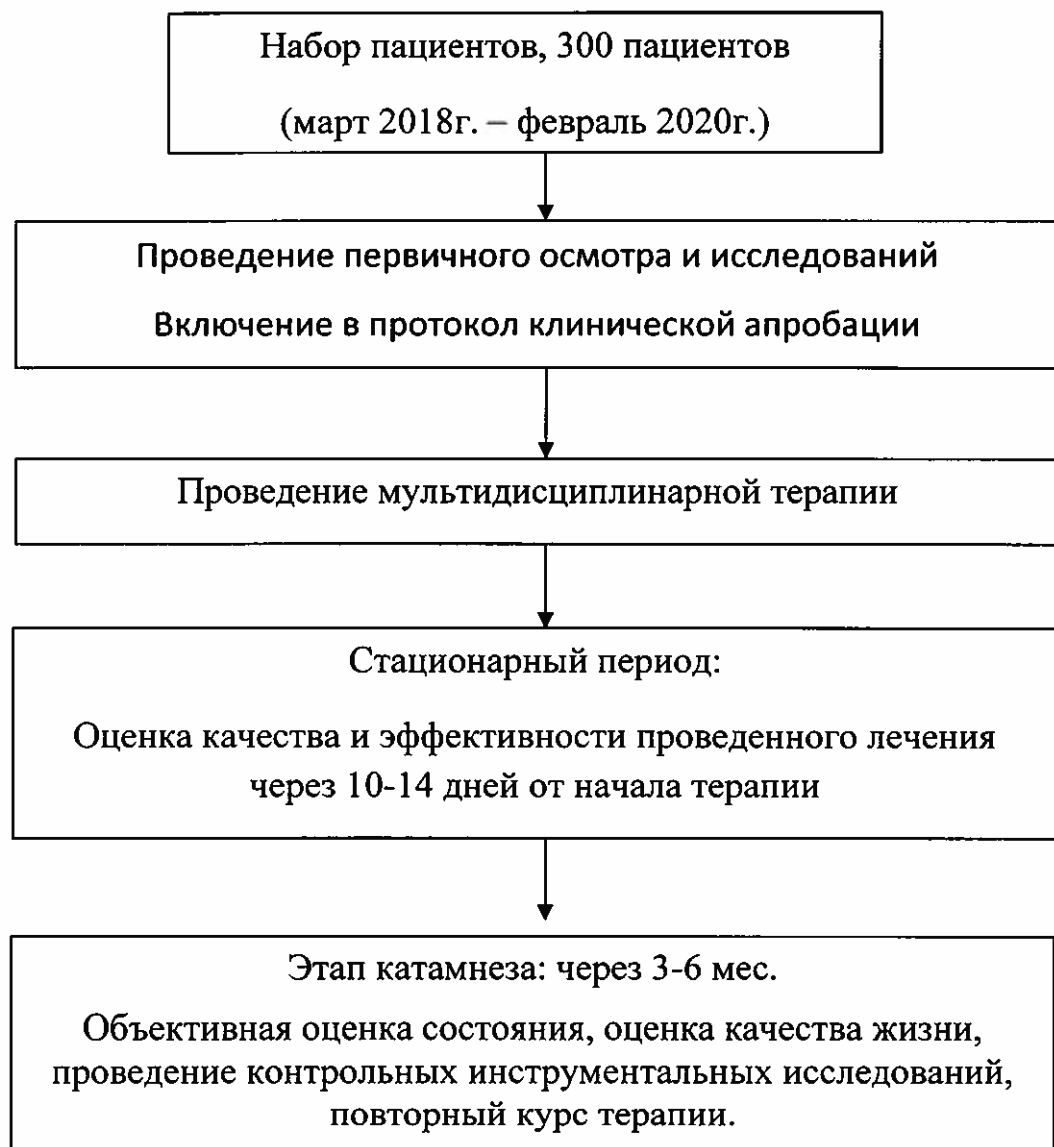 Набор пациентов, 300 пациентов
(март 2018г. – февраль 2020г.)
Проведение первичного осмотра и исследований
Включение в протокол клинической апробации
Проведение мультидисциплинарной терапии
Стационарный период:
Оценка качества и эффективности проведенного лечения
через 10-14 дней от начала терапии
Этап катамнеза: через 3-6 мес.
Объективная оценка состояния, оценка качества жизни,
проведение контрольных инструментальных исследований,
повторный курс терапии.